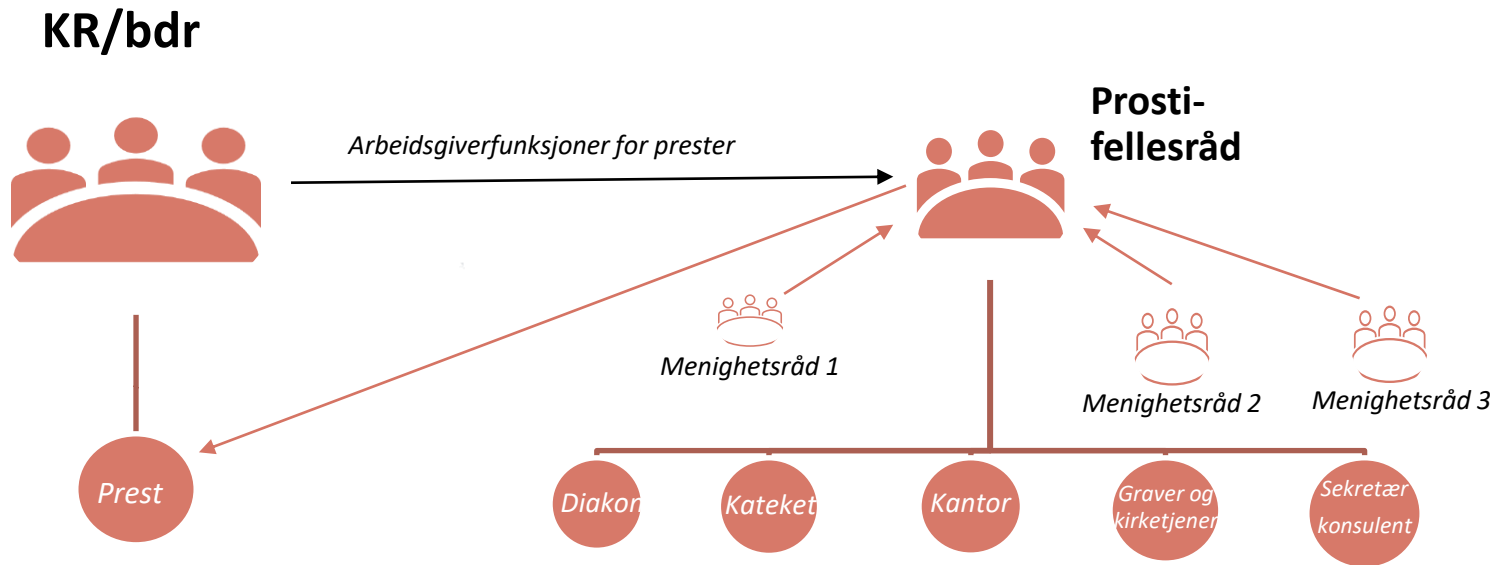 KR/bdr
Arbeidsgiverfunksjoner for prester
Prosti-
fellesråd
Menighetsråd 1
Menighetsråd 2
Menighetsråd 3
Prest
Diakon
Kateket
Kantor
Graver og
kirketjener
Sekretær
konsulent